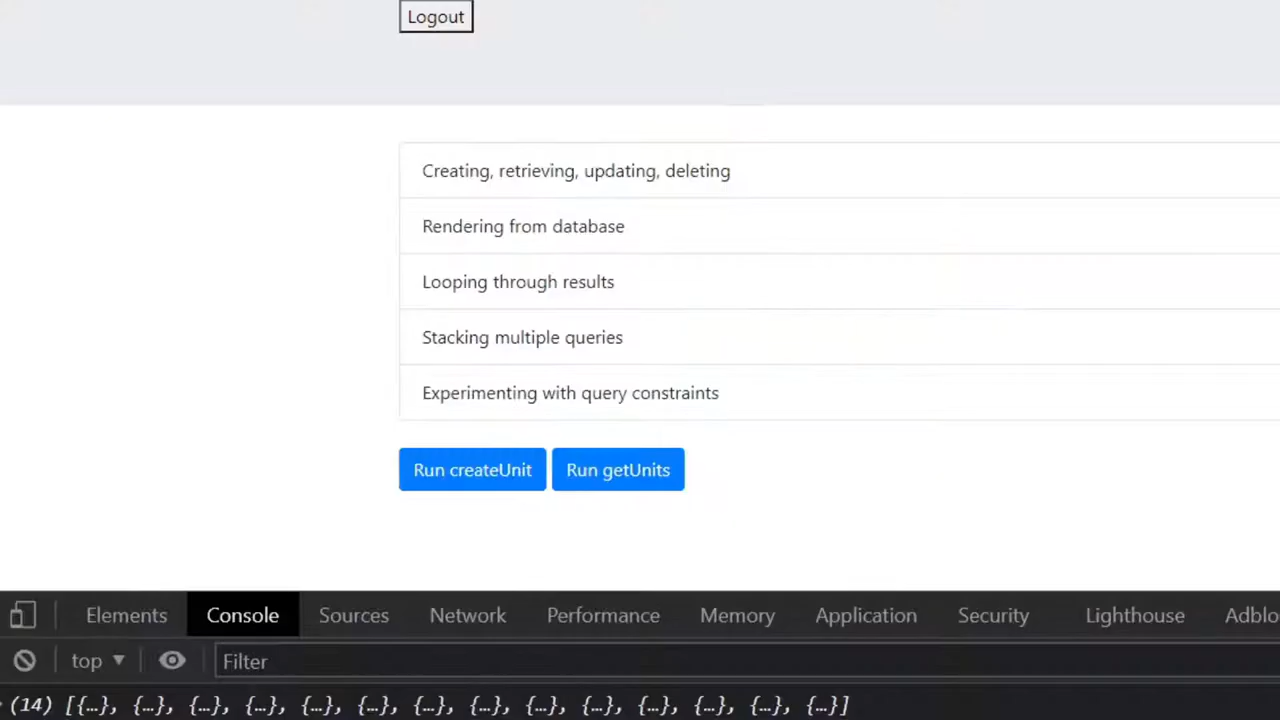 Logout
Creating, retrieving, updating, deleting
Rendering from database
Looping through results
Stacking multiple queries
Experimenting with query constraints
Run createUnit Run getUnits
Elements Console Sources Network Performance Memory Application Security Lighthouse Adblo
top ▼ Filter
(14) [{…}, {…}, {…}, {…}, {…}, {…}, {…}, {…}, {…}, {…}, {…}, {…}, {…}, {…}]